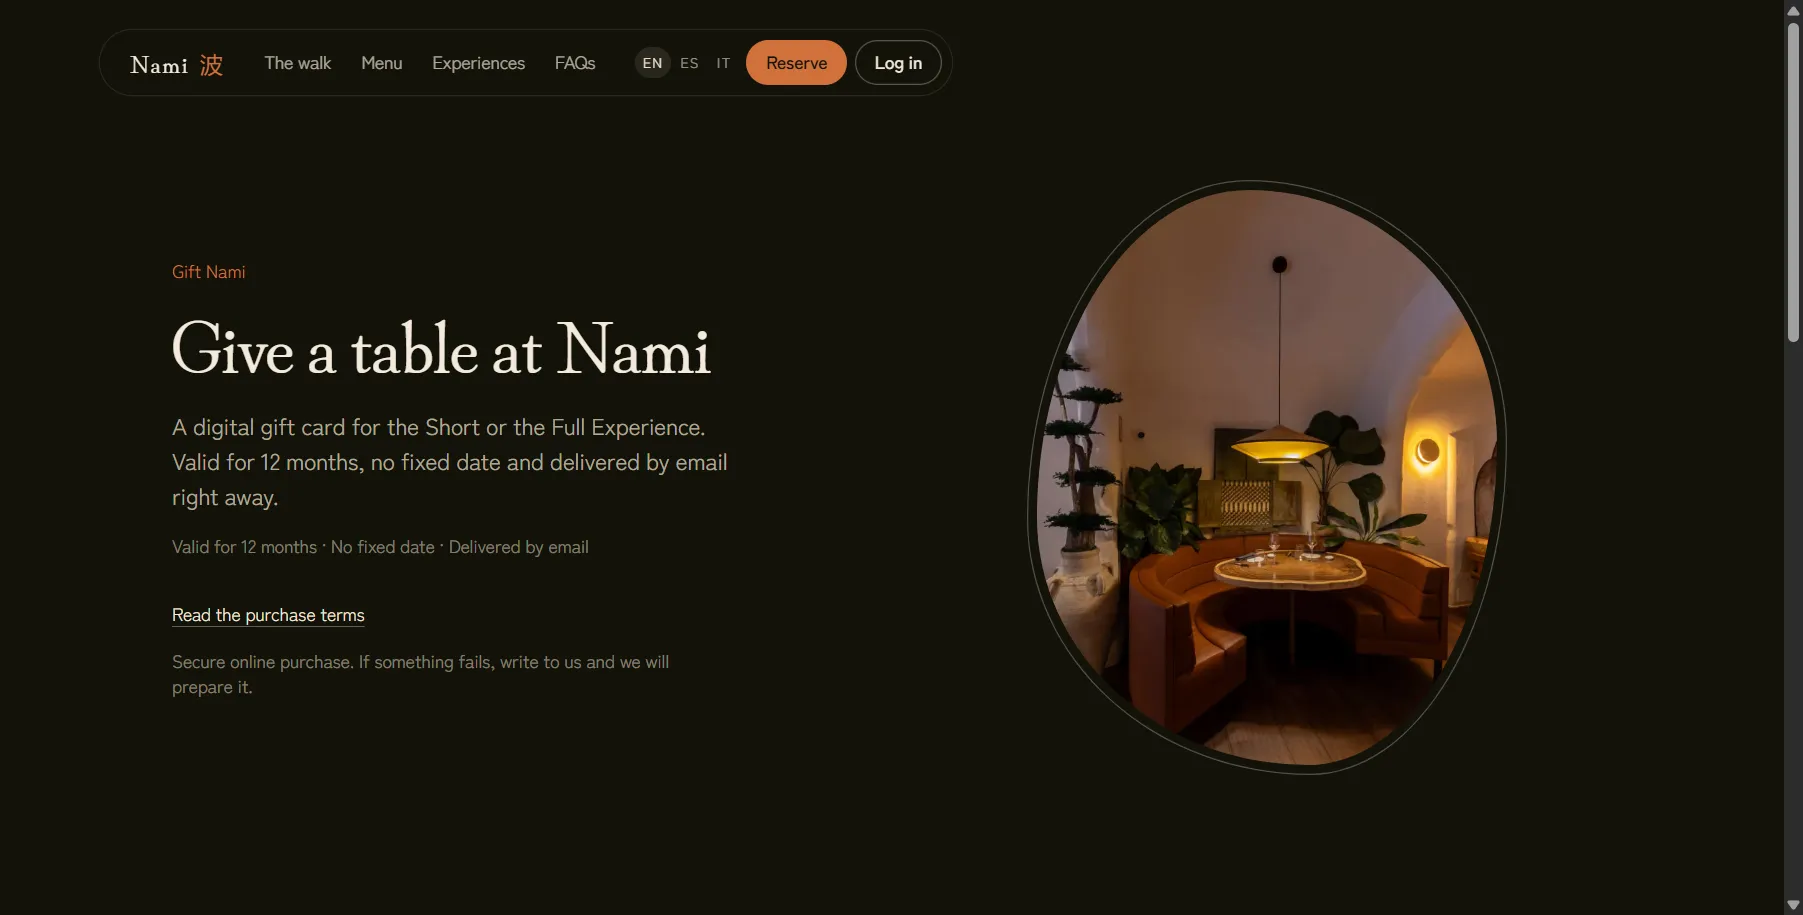 Nami 波
The walk
Menu
Experiences
FAQs
EN
ES
IT
Reserve
Log in
Gift Nami
Give a table at Nami
A digital gift card for the Short or the Full Experience.
Valid for 12 months, no fixed date and delivered by email
right away.
Valid for 12 months · No fixed date · Delivered by email
Read the purchase terms
Secure online purchase. If something fails, write to us and we will
prepare it.